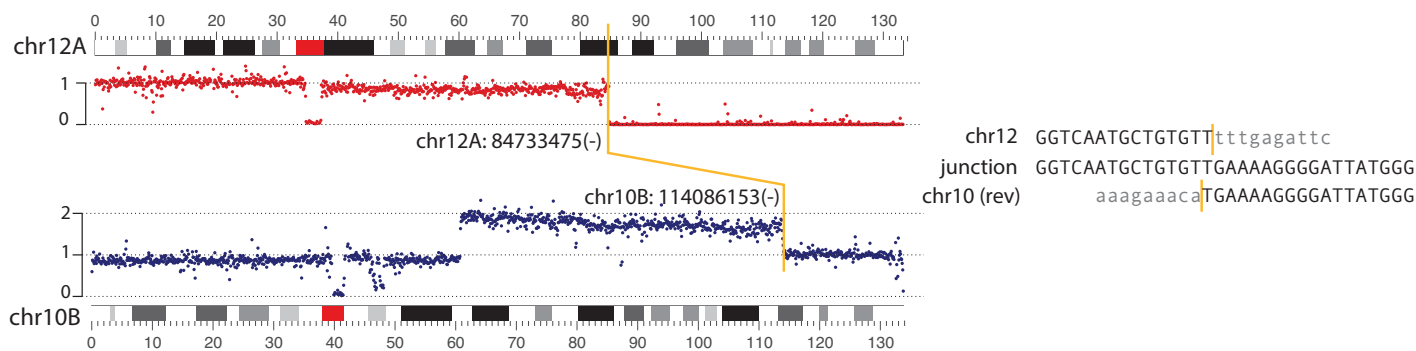 0 10 20 30 40 50 60 70 80 90 100 110 120 130
chr12A
1
0
chr12A: 84733475(-)
chr10B: 114086153(-)
2
1
0
chr10B
0 10 20 30 40 50 60 70 80 90 100 110 120 130
chr12 GGTCAATGCTGTGTTtttgagattc
junction GGTCAATGCTGTGTTGAAAAGGGGATTATGGG
chr10 (rev) aaagaaacaTGAAAAGGGGATTATGGG